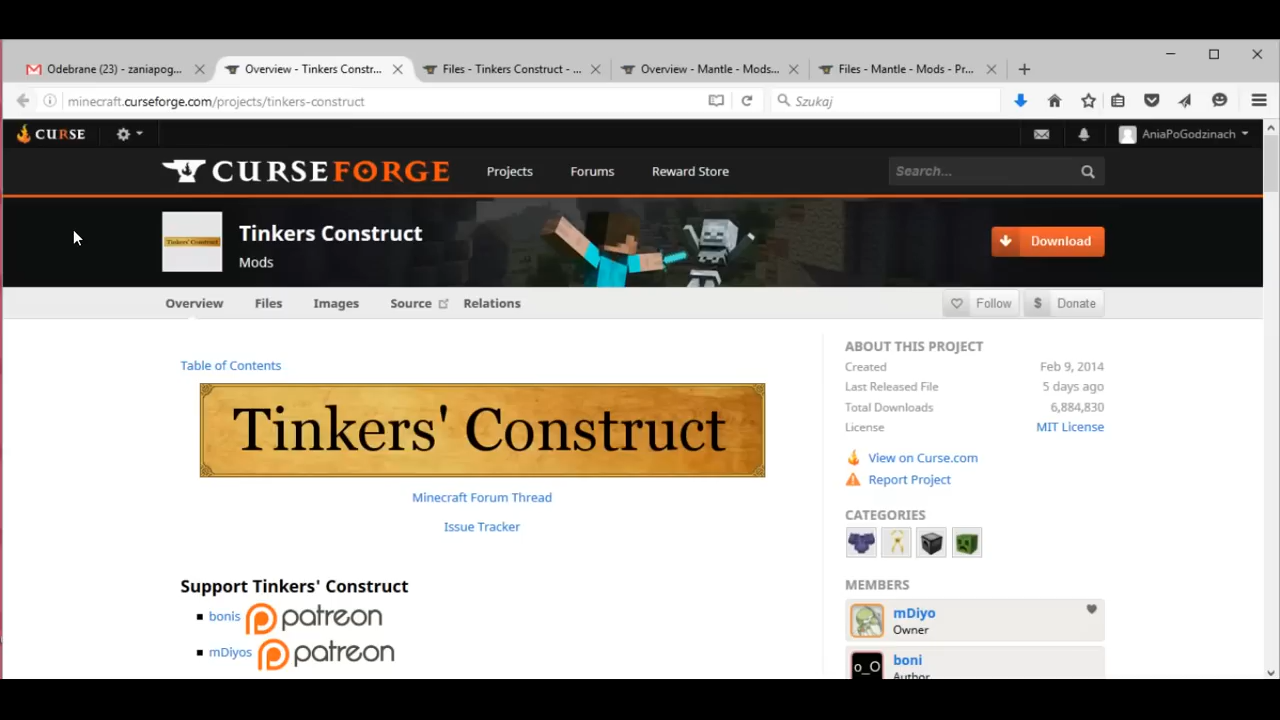 Odebrane (23) - zaniapog...
Overview - Tinkers Constr...
Files - Tinkers Construct - ...
Overview - Mantle - Mods...
Files - Mantle - Mods - Pr...
minecraft.curseforge.com/projects/tinkers-construct
Szukaj
CURSE
AniaPoGodzinach
CURSEFORGE
Projects
Forums
Reward Store
Search...
Tinkers' Construct
Tinkers Construct
Mods
Download
Overview
Files
Images
Source
Relations
Follow
$ Donate
Table of Contents
Tinkers' Construct
Minecraft Forum Thread
Issue Tracker
Support Tinkers' Construct
bonis patreon
mDiyos patreon
ABOUT THIS PROJECT
Created Feb 9, 2014
Last Released File 5 days ago
Total Downloads 6,884,830
License MIT License
View on Curse.com
Report Project
CATEGORIES
MEMBERS
mDiyo
Owner
o_O
boni
Author